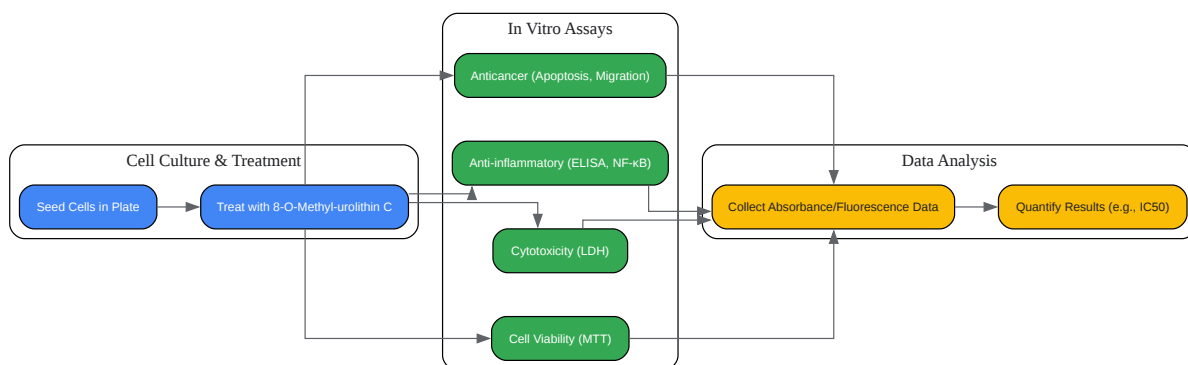 In Vitro Assays
Anticancer (Apoptosis, Migration)
Cell Culture & Treatment
Anti-inflammatory (ELISA, NF-κB)
Data Analysis
Seed Cells in Plate
Treat with 8-O-Methyl-urolithin C
Collect Absorbance/Fluorescence Data
Quantify Results (e.g., IC50)
Cytotoxicity (LDH)
Cell Viability (MTT)